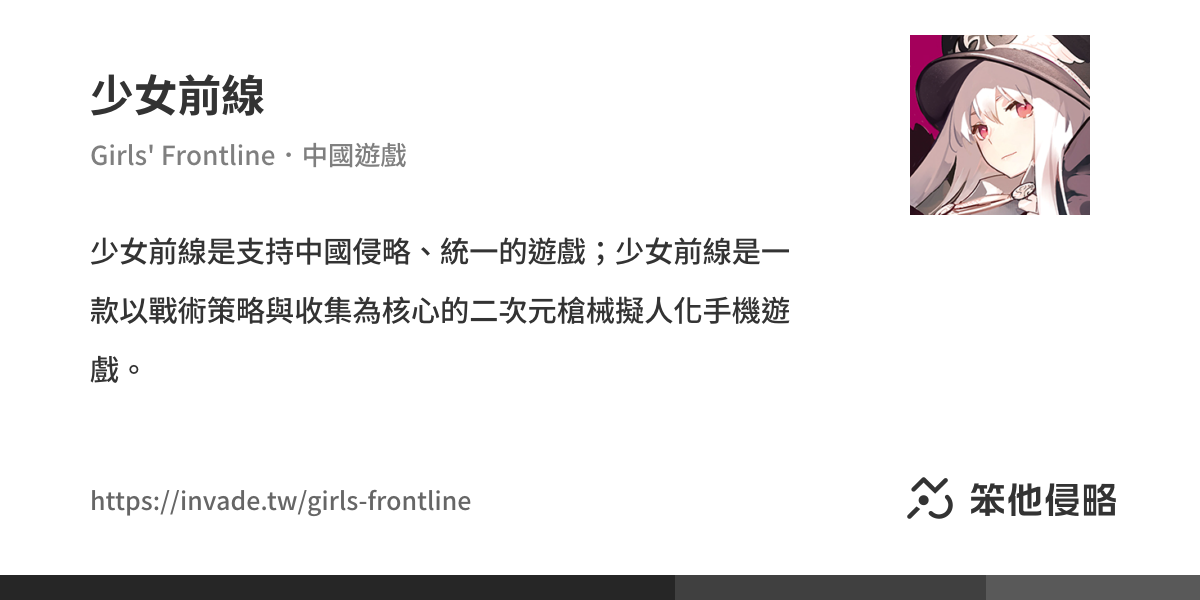 少女前線
Girls' Frontline・中國遊戲
少女前線是支持中國侵略、統一的遊戲；少女前線是一
款以戰術策略與收集為核心的二次元槍械擬人化手機遊
戲。
https://invade.tw/girls-frontline
笨他侵略